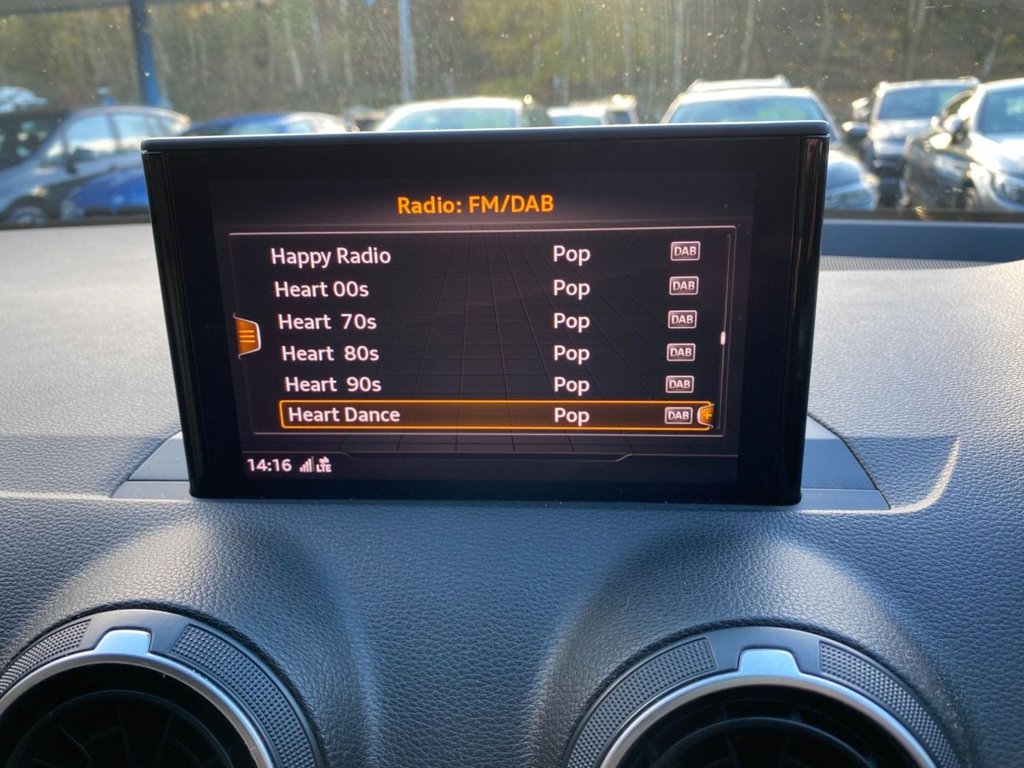 Radio: FM/DAB
Happy Radio Pop DAB
Heart 00s Pop DAB
Heart 70s Pop DAB
Heart 80s Pop DAB
Heart 90s Pop DAB
Heart Dance Pop DAB
14:16 LTE